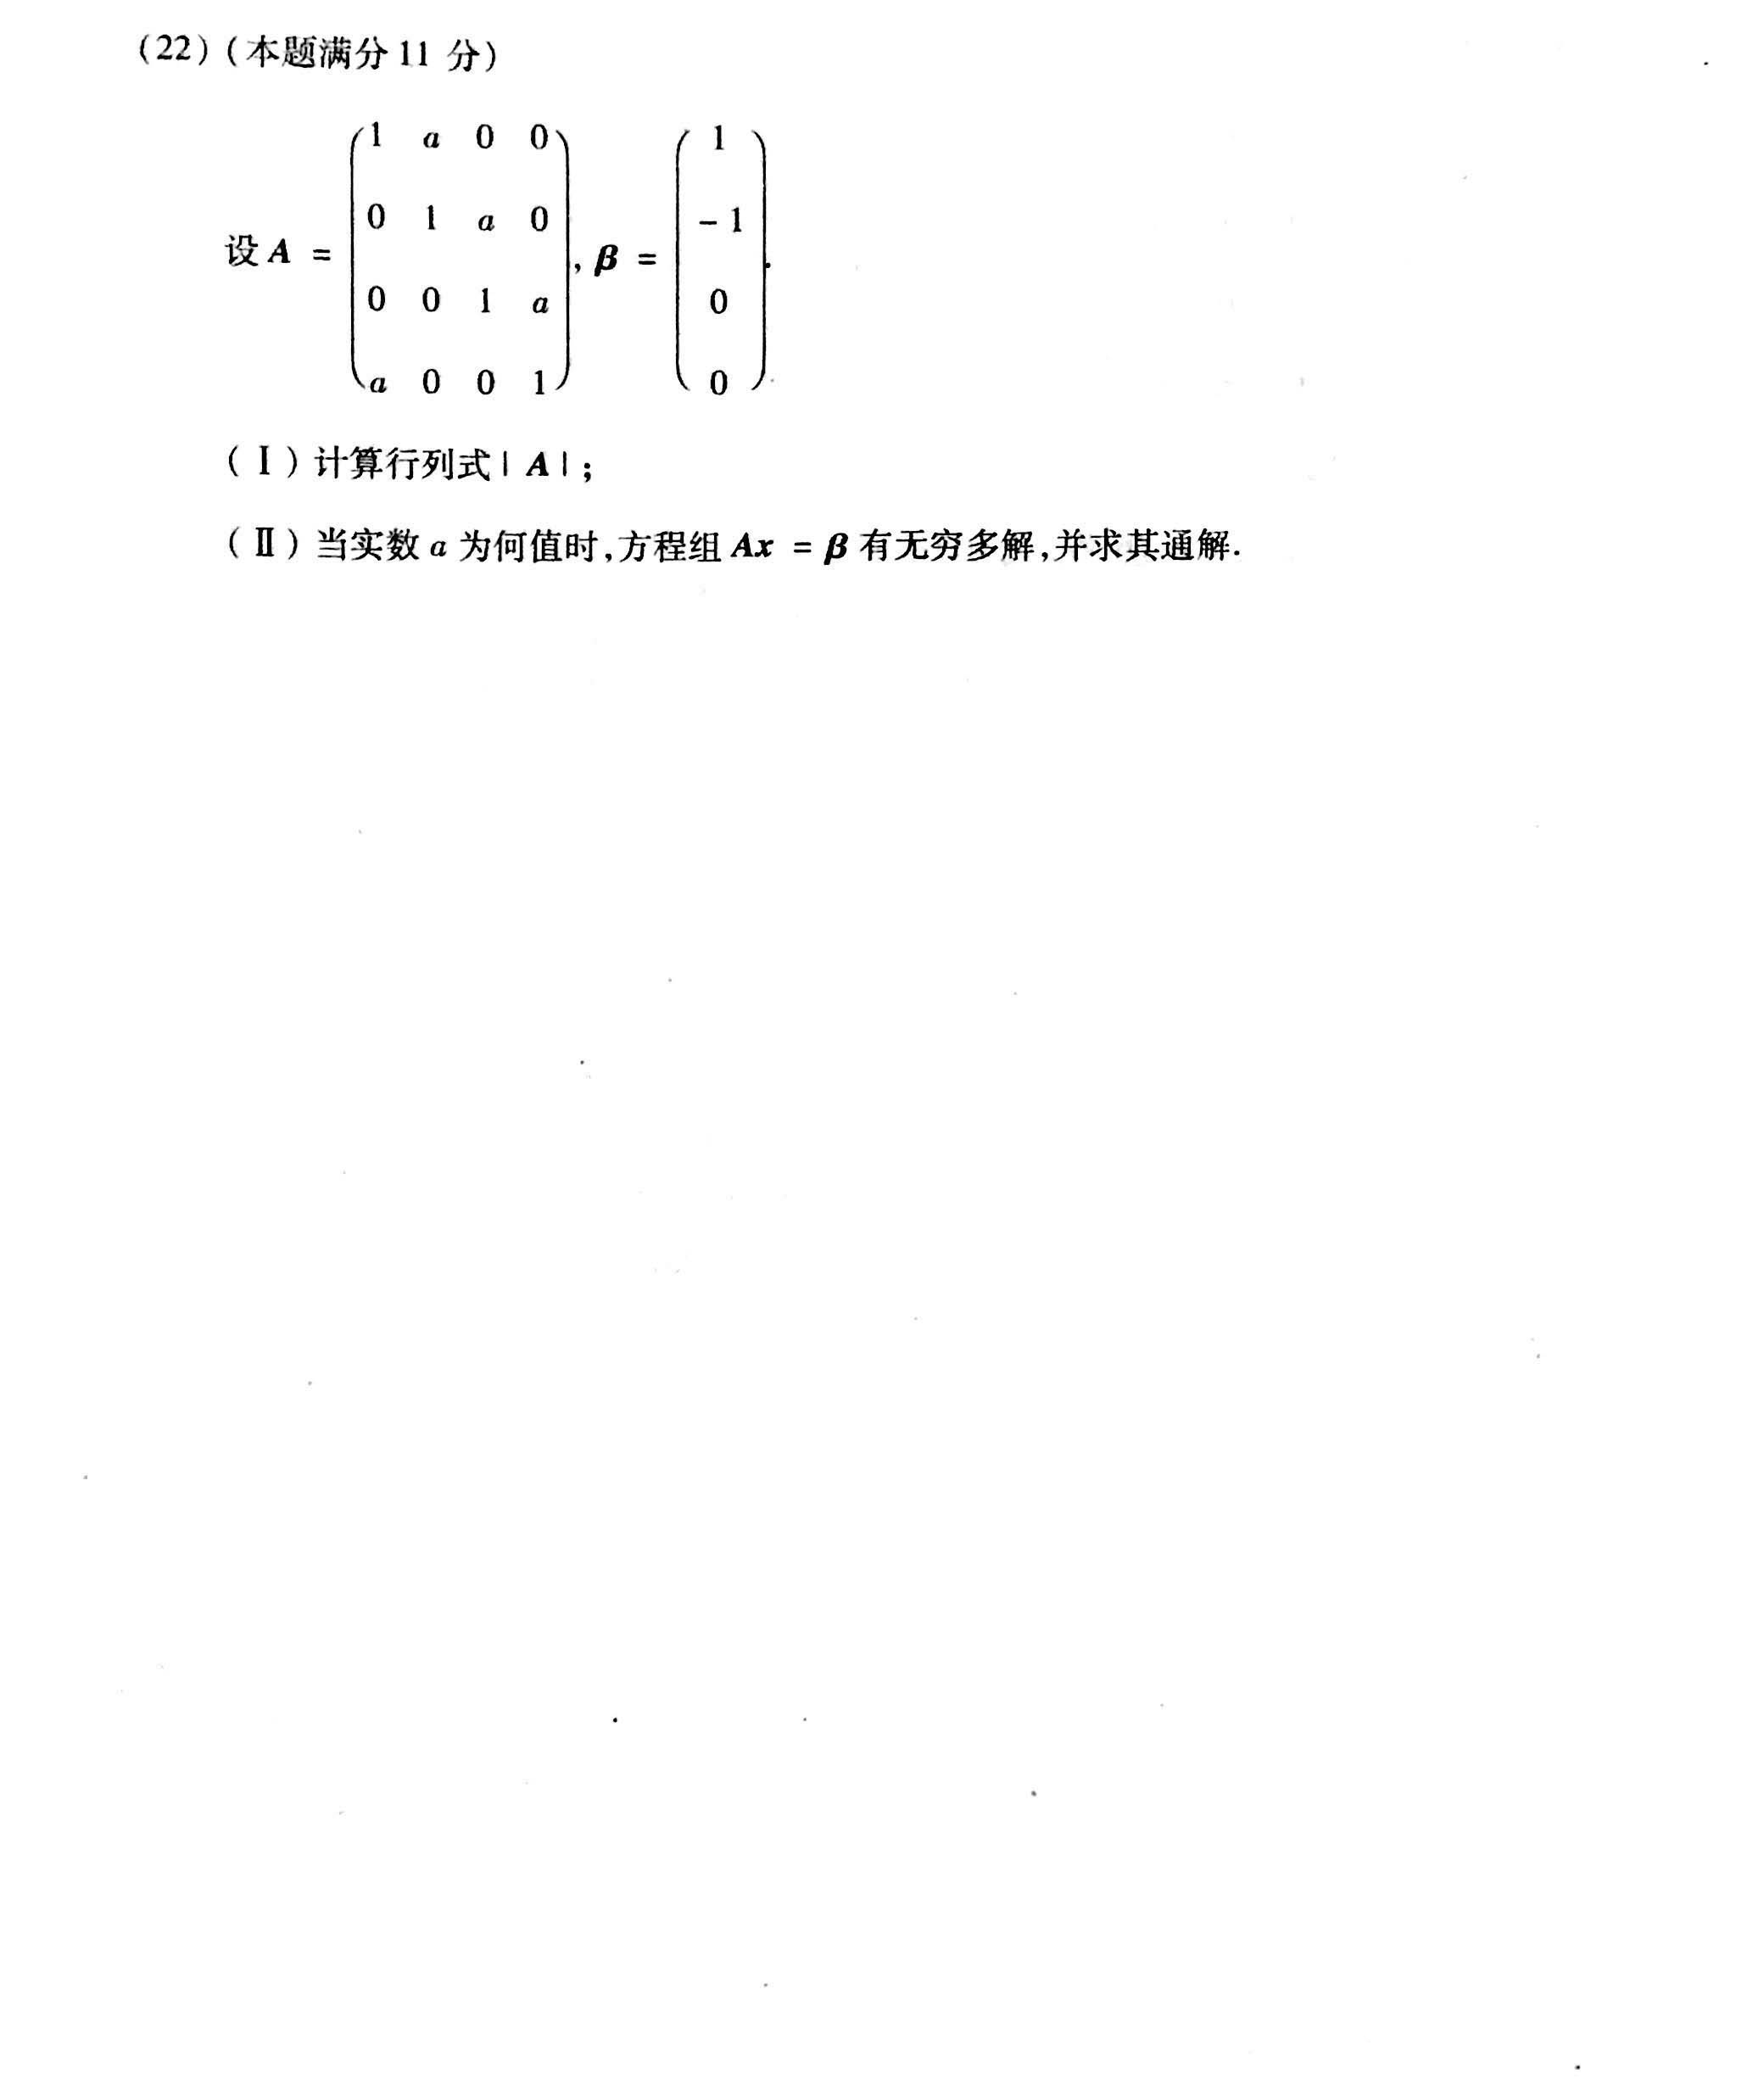 (22)(本题满分 11 分)
设 A = \begin{pmatrix} 1 & a & 0 & 0 \\ 0 & 1 & a & 0 \\ 0 & 0 & 1 & a \\ a & 0 & 0 & 1 \end{pmatrix}, β = \begin{pmatrix} 1 \\ -1 \\ 0 \\ 0 \end{pmatrix}.
(Ⅰ)计算行列式|A|;
(Ⅱ)当实数 a 为何值时,方程组 Ax = β 有无穷多解,并求其通解.